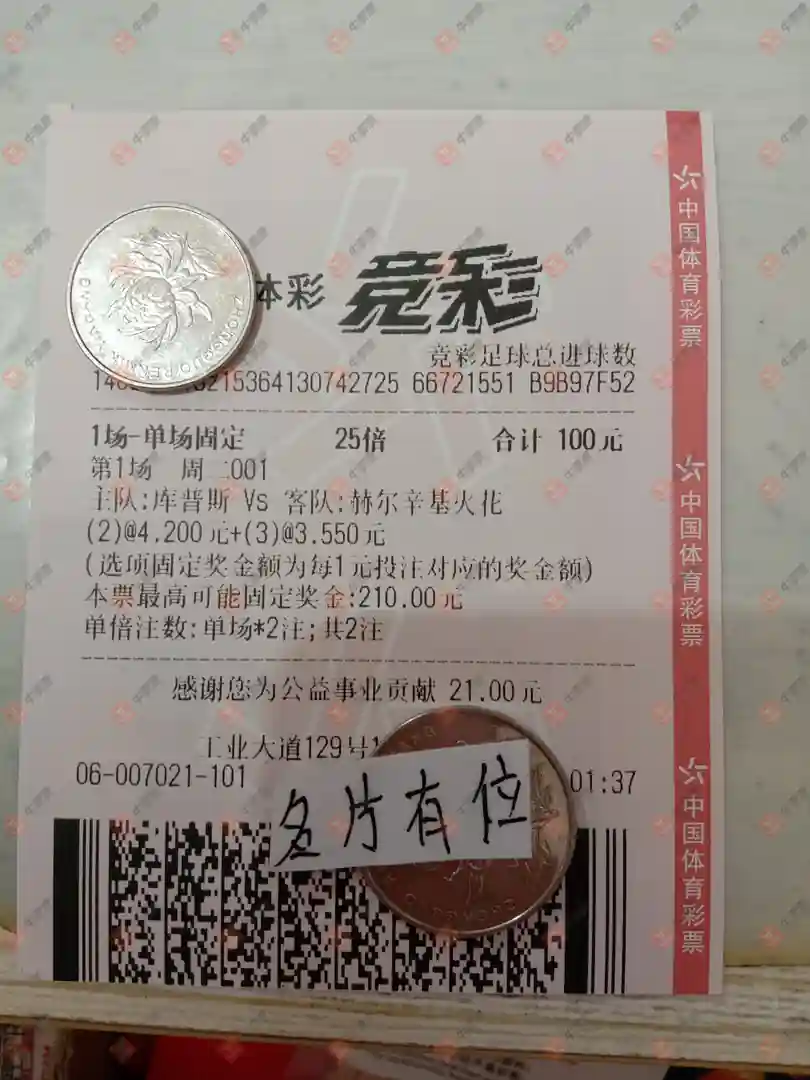 本彩 竞彩
竞彩足球总进球数
215364130742725 66721551 B9B97F52
1场-单场固定 25倍 合计 100元
第1场 周二001
主队:库普斯 Vs 客队:赫尔辛基火花
(2)@4.200元+(3)@3.550元
(选项固定奖金额为每1元投注对应的奖金额)
本票最高可能固定奖金:210.00元
单倍注数:单场*2注;共2注
感谢您为公益事业贡献 21.00元
工业大道129号
06-007021-101
01:37
名片有位
中国体育彩票
中国体育彩票
中国体育彩票